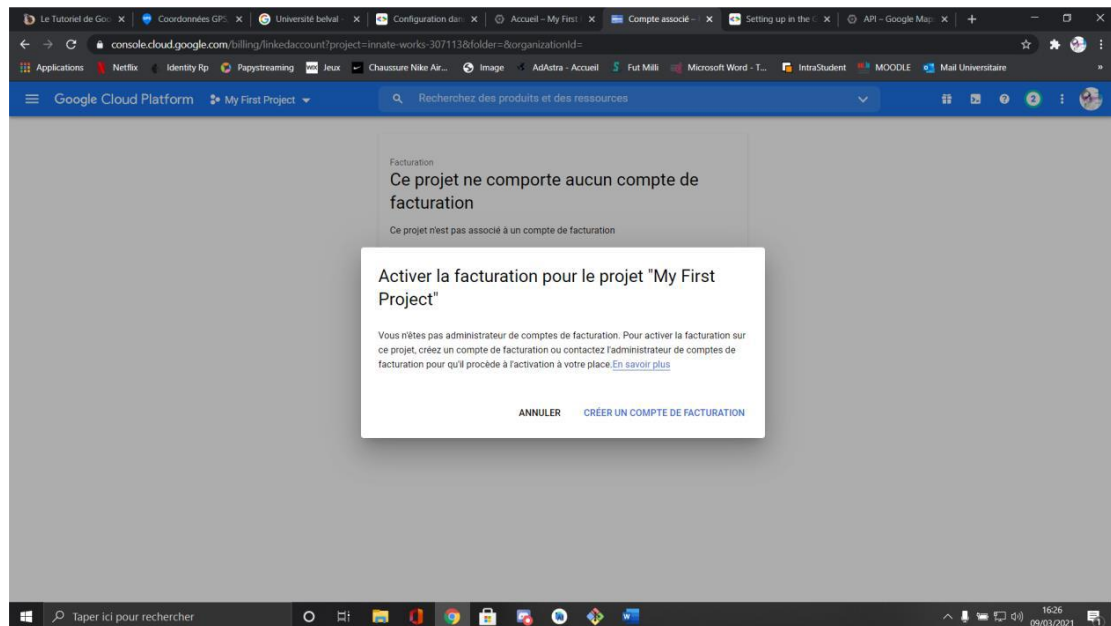 Le Tutoriel de Goo
Coordonnées GPS,
Université belval -
Configuration dans
Accueil – My First
Compte associé –
Setting up in the
API – Google Map
console.cloud.google.com/billing/linkedaccount?project=innate-works-307113&folder=&organizationId=
Applications Netflix Identity Rp Papystreaming WIX Jeux Chaussure Nike Air... Image AdAstra - Accueil Fut Milli Microsoft Word - T... IntraStudent MOODLE Mail Universitaire »
Google Cloud Platform My First Project Recherchez des produits et des ressources 2
Facturation
Ce projet ne comporte aucun compte de
facturation
Ce projet n'est pas associé à un compte de facturation
Activer la facturation pour le projet "My First
Project"
Vous n'êtes pas administrateur de comptes de facturation. Pour activer la facturation sur
ce projet, créez un compte de facturation ou contactez l'administrateur de comptes de
facturation pour qu'il procède à l'activation à votre place.En savoir plus
ANNULER CRÉER UN COMPTE DE FACTURATION
Taper ici pour rechercher
16:26
09/03/2021